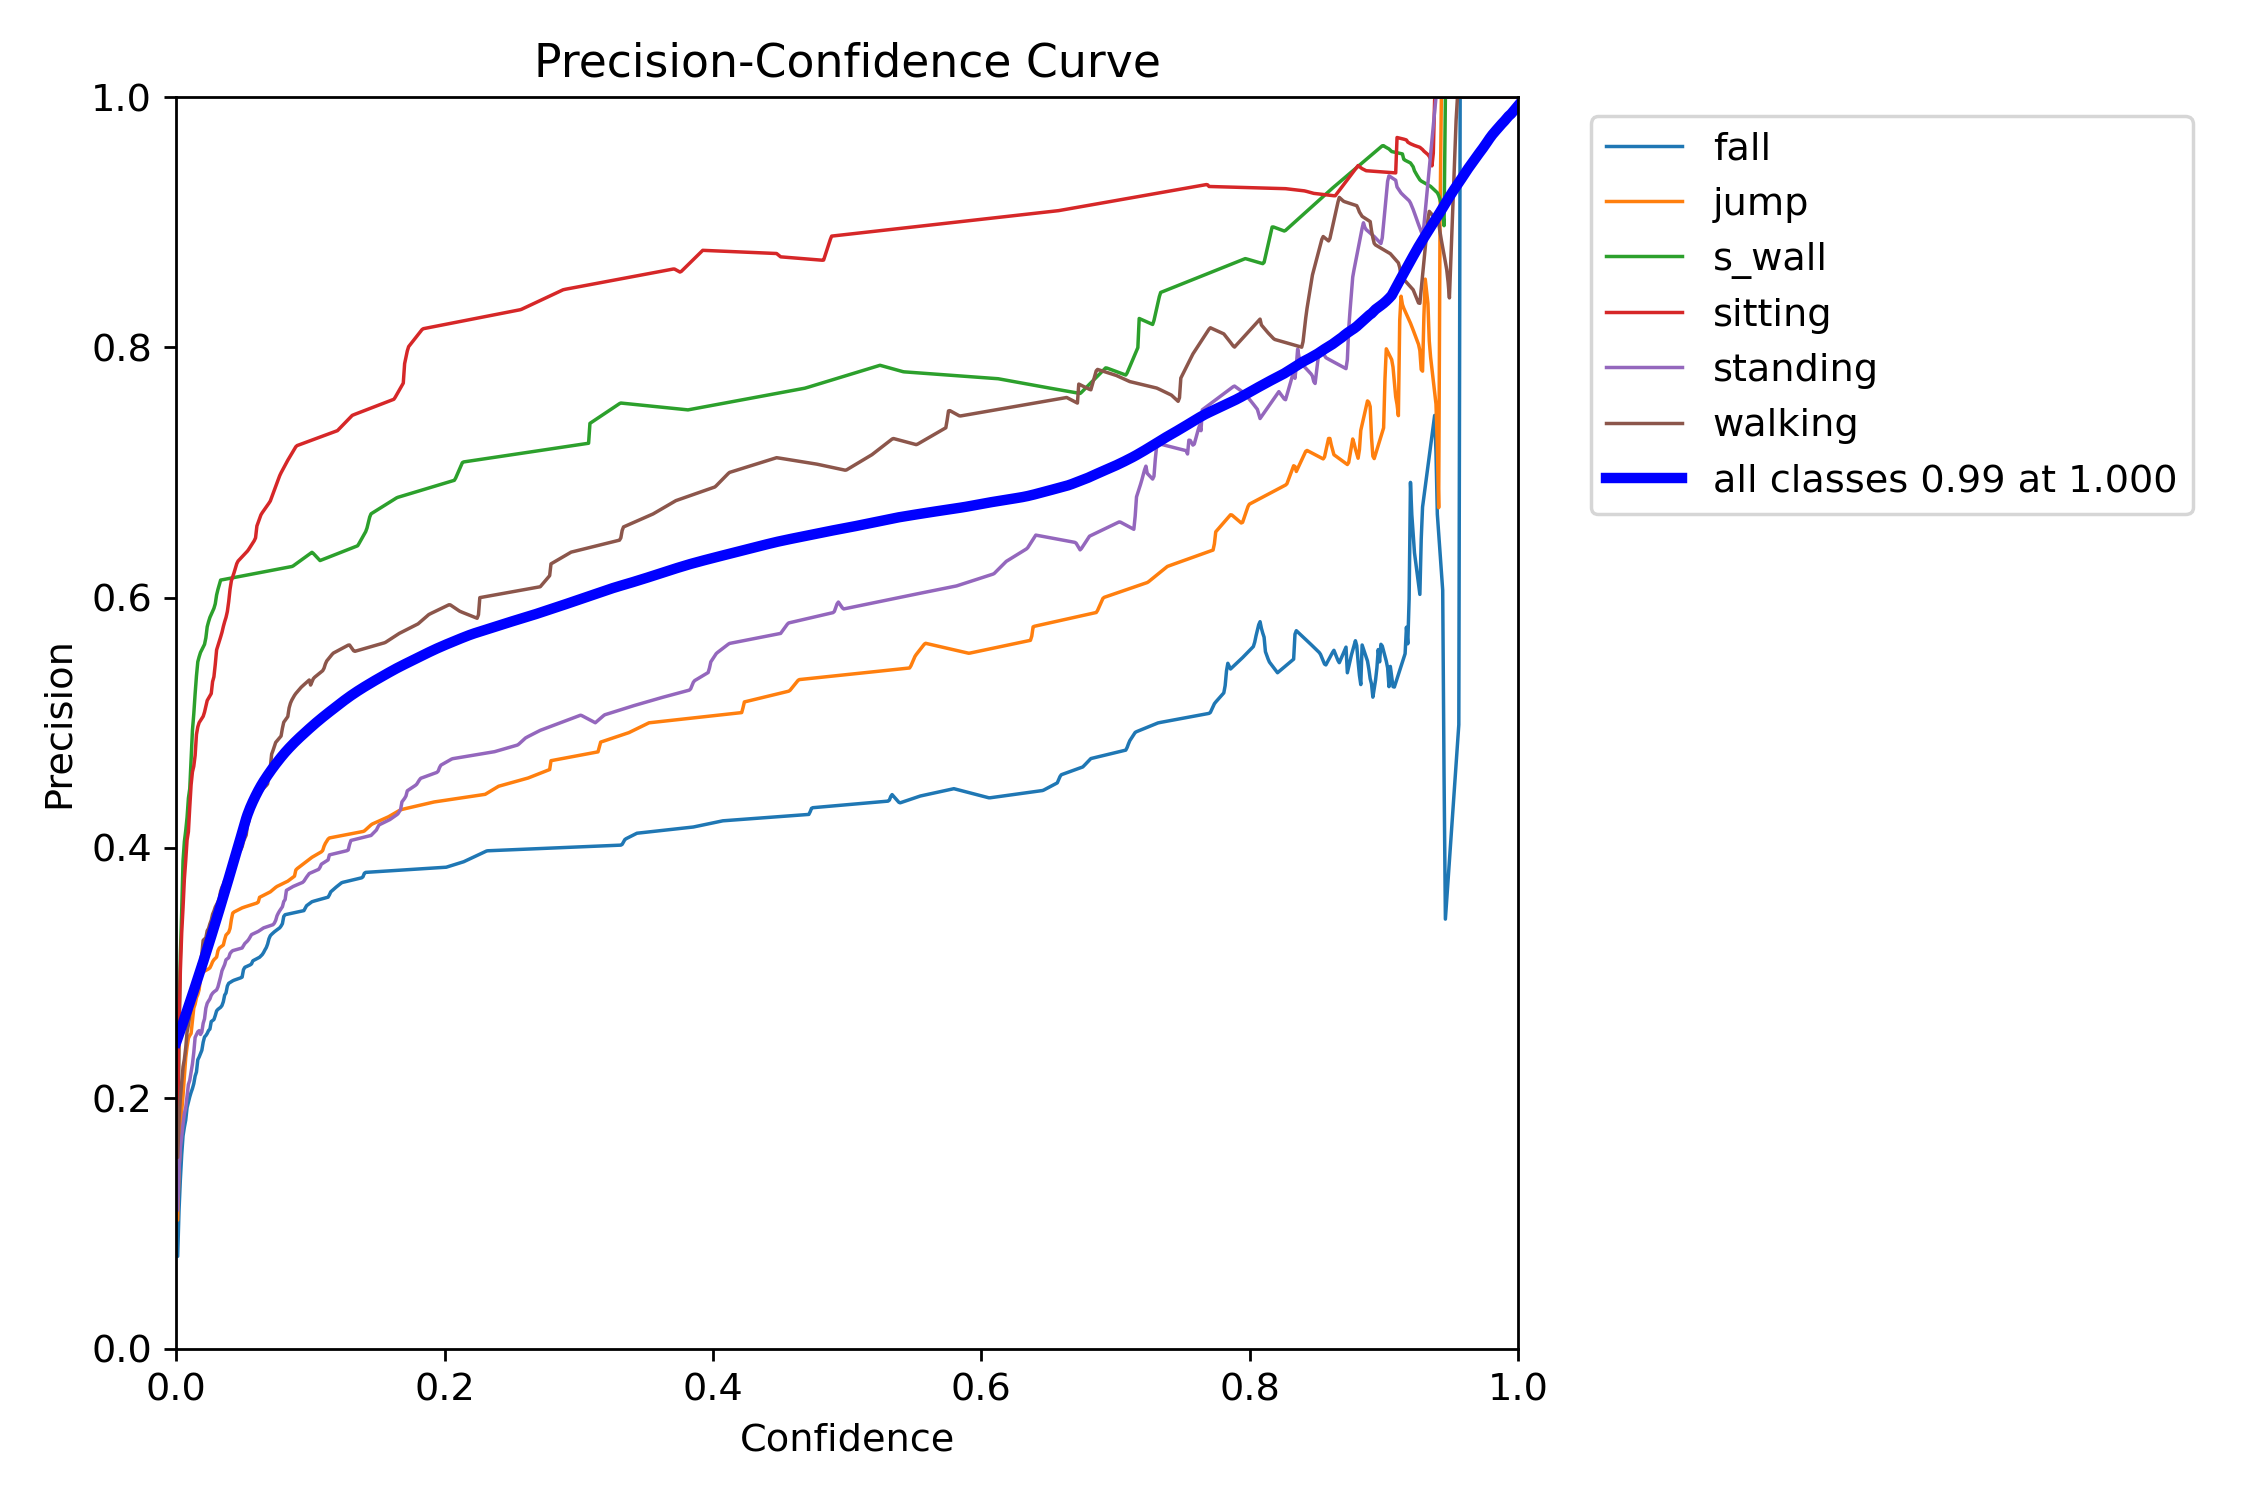 Precision-Confidence Curve
1.0
0.8
0.6
0.4
0.2
0.0
Precision
0.0 0.2 0.4 0.6 0.8 1.0
Confidence
fall
jump
s_wall
sitting
standing
walking
all classes 0.99 at 1.000